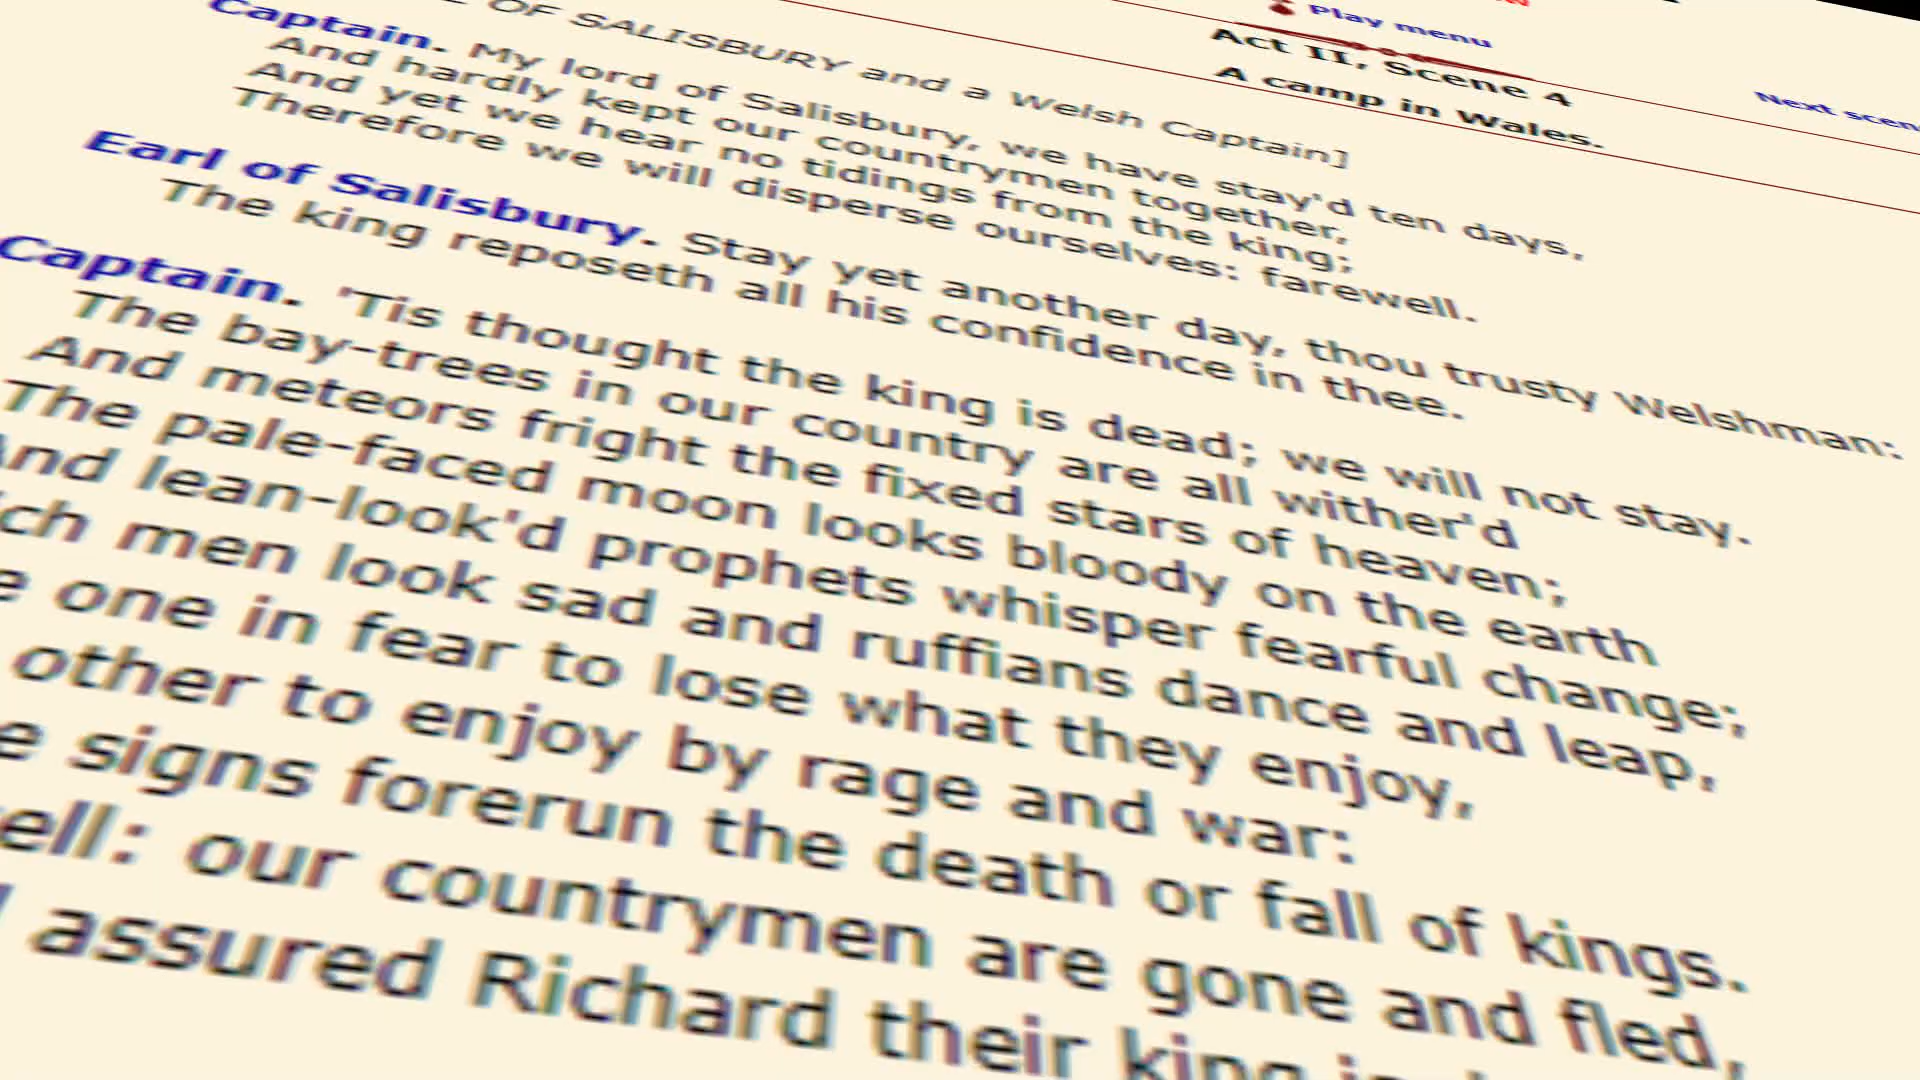 Play menu
Act II, Scene 4
A camp in Wales.
Next
OF SALISBURY and a Welsh Captain]
Captain. My lord of Salisbury, we have stay'd ten days,
And hardly kept our countrymen together,
And yet we hear no tidings from the king;
Therefore we will disperse ourselves: farewell.
Earl of Salisbury. Stay yet another day, thou trusty Welshman:
The king reposeth all his confidence in thee.
Captain. 'Tis thought the king is dead; we will not stay.
The bay-trees in our country are all wither'd
And meteors fright the fixed stars of heaven;
The pale-faced moon looks bloody on the earth
And lean-look'd prophets whisper fearful change;
ch men look sad and ruffians dance and leap,
e one in fear to lose what they enjoy,
other to enjoy by rage and war:
e signs forerun the death or fall of kings.
ell: our countrymen are gone and fled,
assured Richard their king